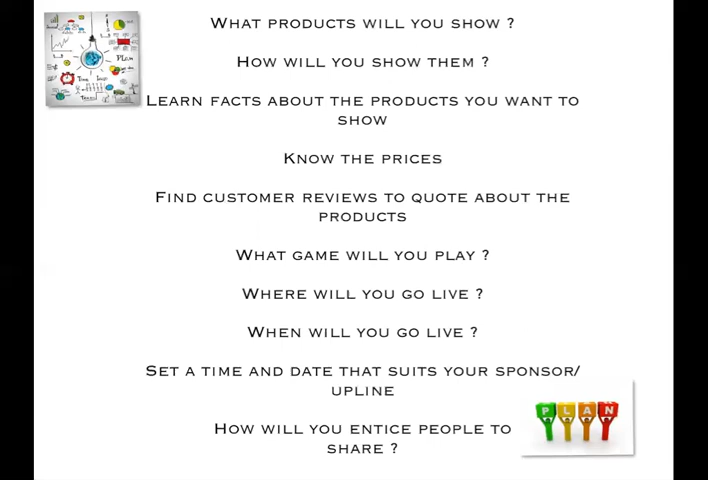 What products will you show ?
How will you show them ?
Learn facts about the products you want to
show
Know the prices
Find customer reviews to quote about the
products
What game will you play ?
Where will you go live ?
When will you go live ?
Set a time and date that suits your sponsor/
upline
How will you entice people to
share ?
Plan
PLAN